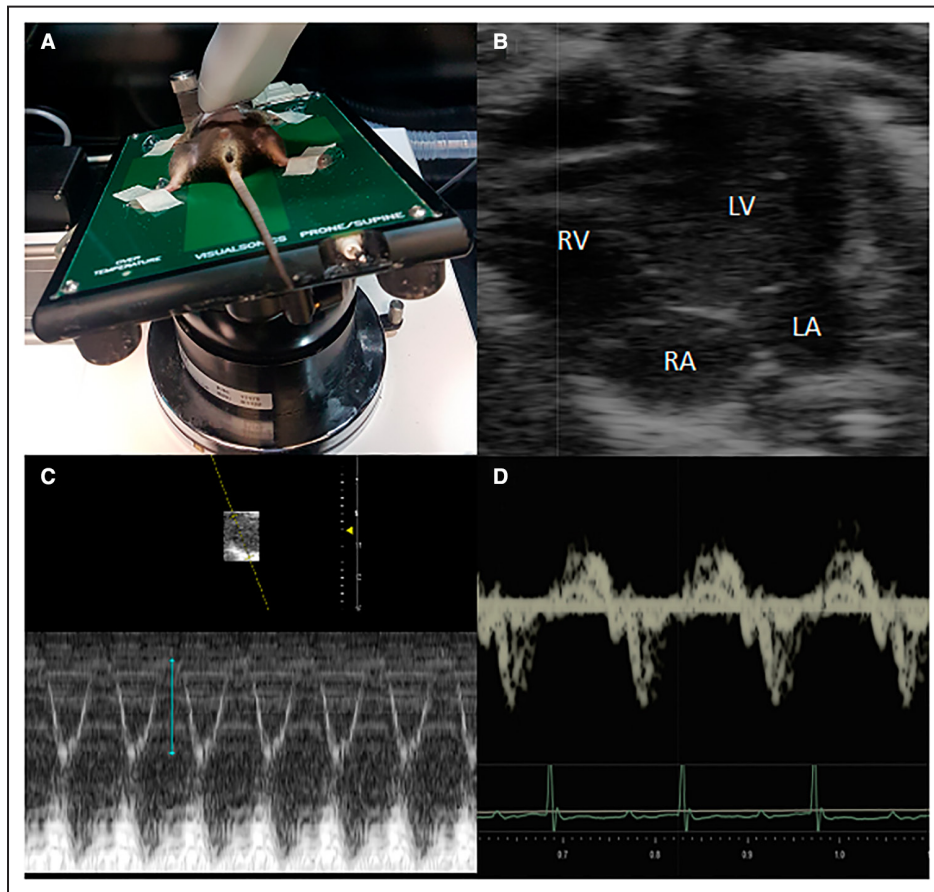 A
OVER
TEMPERATURE
VISUALSONICS PRONE/SUPINE
B
RV
LV
RA
LA
C
D
0.7
0.8
0.9
1.0